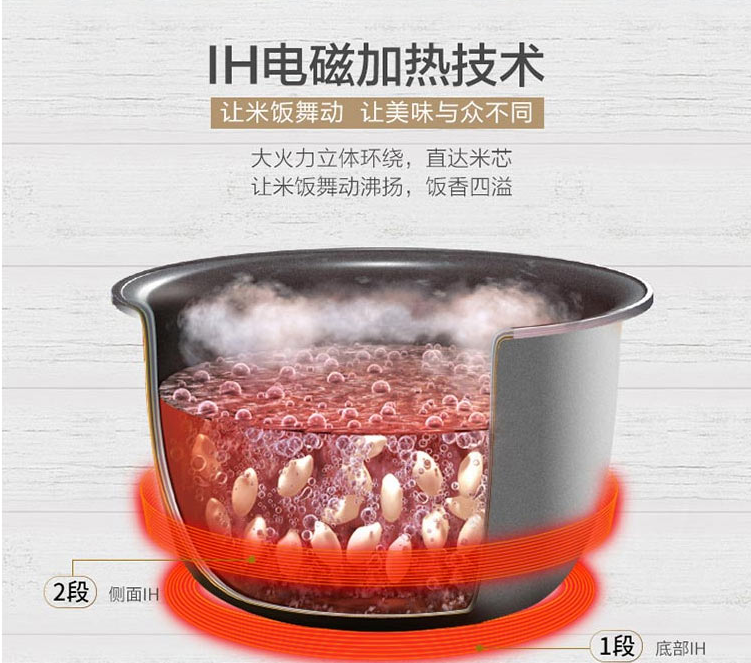 IH电磁加热技术
让米饭舞动 让美味与众不同
大火力立体环绕，直达米芯
让米饭舞动沸扬，饭香四溢
2段 侧面IH
1段 底部IH